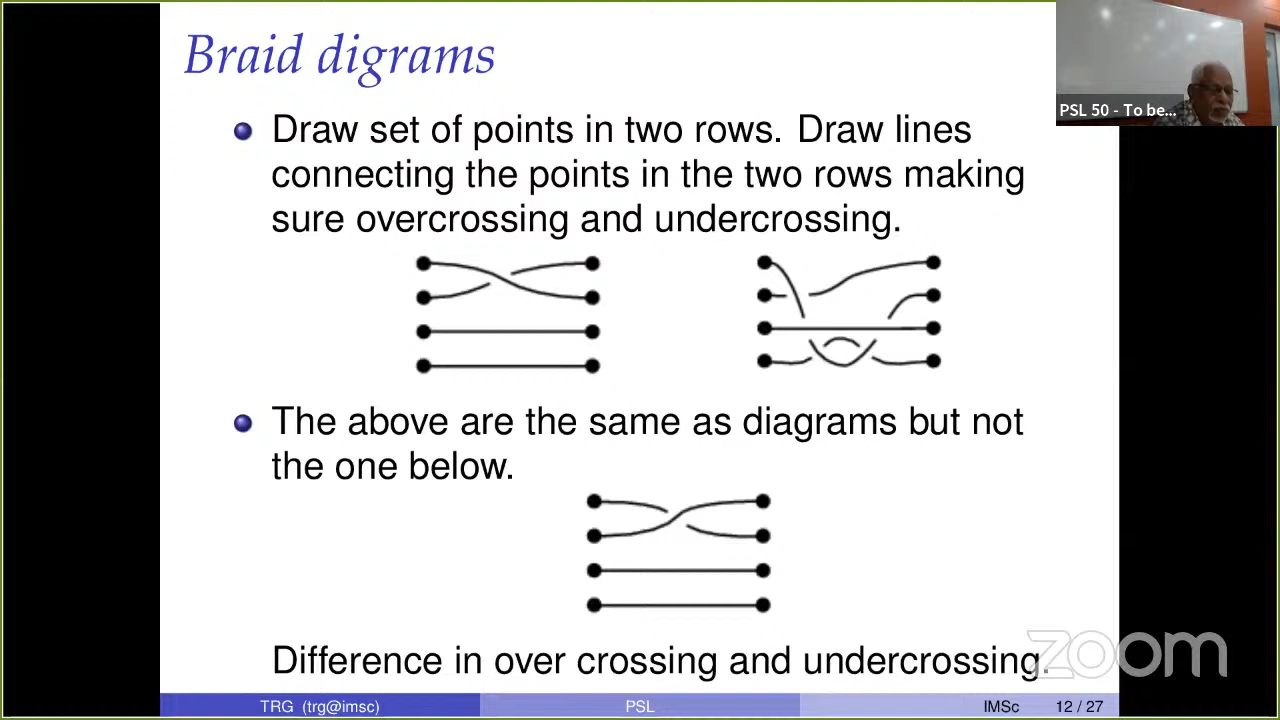 Braid digrams
PSL 50 - To be...
Draw set of points in two rows. Draw lines
connecting the points in the two rows making
sure overcrossing and undercrossing.
The above are the same as diagrams but not
the one below.
Difference in over crossing and undercrossing.
zoom
TRG (trg@imsc) PSL IMSc 12 / 27